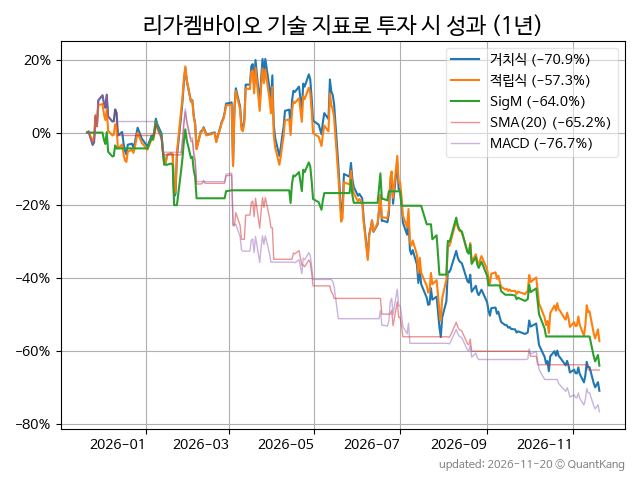 리가켐바이오 기술 지표로 투자 시 성과 (1년)
거치식 (−70.9%)
적립식 (−57.3%)
SigM (−64.0%)
SMA(20) (−65.2%)
MACD (−76.7%)
20%
0%
−20%
−40%
−60%
−80%
2026-01 2026-03 2026-04 2026-05 2026-07 2026-09 2026-11
updated: 2026-11-20 © QuantKang